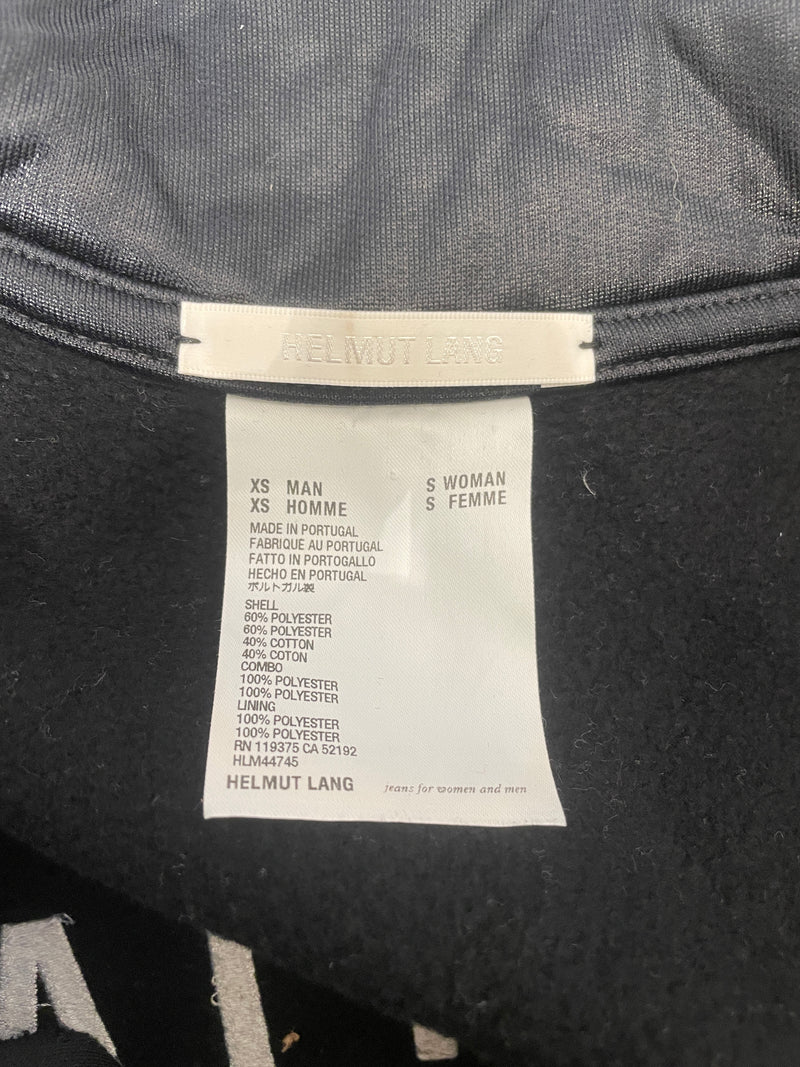 HELMUT LANG
XS MAN S WOMAN
XS HOMME S FEMME
MADE IN PORTUGAL
FABRIQUE AU PORTUGAL
FATTO IN PORTOGALLO
HECHO EN PORTUGAL
ポルトガル製
SHELL
60% POLYESTER
60% POLYESTER
40% COTTON
40% COTON
COMBO
100% POLYESTER
100% POLYESTER
LINING
100% POLYESTER
100% POLYESTER
RN 119375 CA 52192
HLM44745
HELMUT LANG jeans for women and men